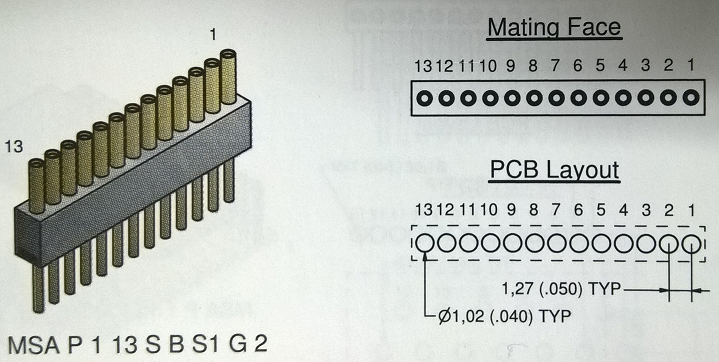 1
13
MSA P 1 13 S B S1 G 2
Mating Face
13 12 11 10 9 8 7 6 5 4 3 2 1
PCB Layout
13 12 11 10 9 8 7 6 5 4 3 2 1
1,27 (.050) TYP
Ø1,02 (.040) TYP